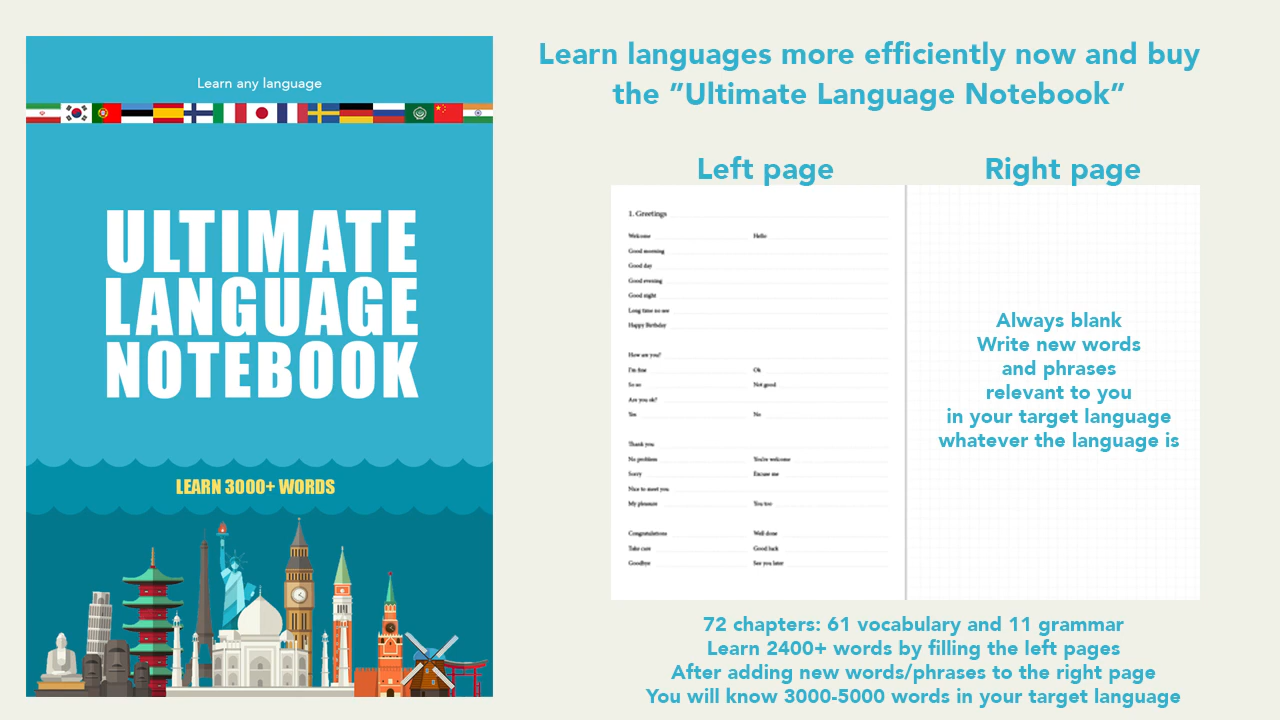 Learn any language
ULTIMATE
LANGUAGE
NOTEBOOK
LEARN 3000+ WORDS
Learn languages more efficiently now and buy
the ”Ultimate Language Notebook”
Left page
Right page
1. Greetings
Welcome Hello
Good morning
Good day
Good evening
Good night
Long time no see
Happy Birthday
How are you?
I'm fine Ok
So so Not good
Are you ok?
Yes No
Thank you
No problem You're welcome
Sorry Excuse me
Nice to meet you
My pleasure You too
Congratulations Well done
Take care Good luck
Goodbye See you later
Always blank
Write new words
and phrases
relevant to you
in your target language
whatever the language is
72 chapters: 61 vocabulary and 11 grammar
Learn 2400+ words by filling the left pages
After adding new words/phrases to the right page
You will know 3000-5000 words in your target language